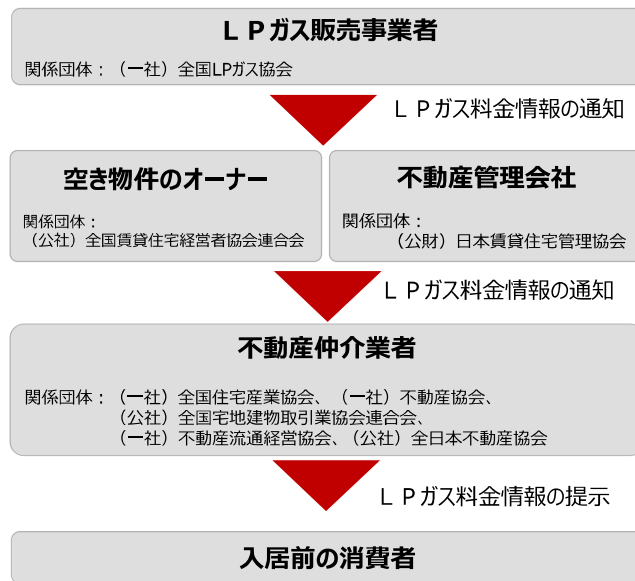 ＬＰガス販売事業者
関係団体：（一社）全国LPガス協会
ＬＰガス料金情報の通知
空き物件のオーナー
関係団体：
（公社）全国賃貸住宅経営者協会連合会
不動産管理会社
関係団体：
（公財）日本賃貸住宅管理協会
ＬＰガス料金情報の通知
不動産仲介業者
関係団体：（一社）全国住宅産業協会、（一社）不動産協会、
（公社）全国宅地建物取引業協会連合会、
（一社）不動産流通経営協会、（公社）全日本不動産協会
ＬＰガス料金情報の提示
入居前の消費者